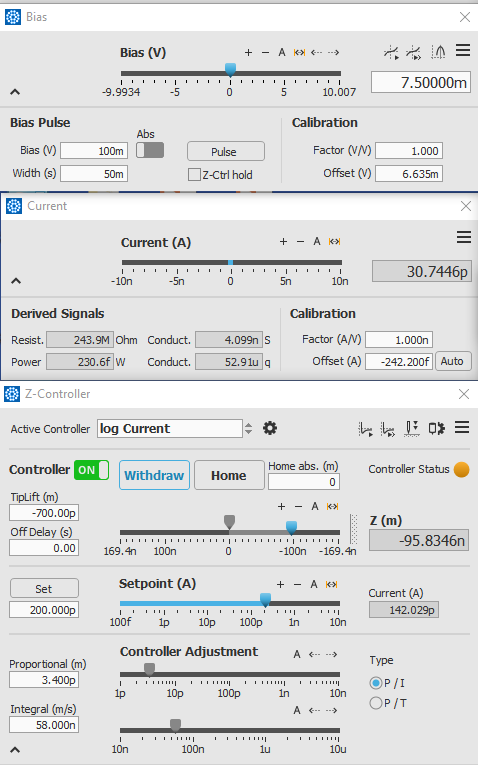 Bias
Bias (V)
+ − A
-9.9934 -5 0 5 10.007
7.50000m
Bias Pulse
Calibration
Abs
Bias (V) 100m
Pulse
Factor (V/V) 1.000
Width (s) 50m
Z-Ctrl hold
Offset (V) 6.635m
Current
Current (A)
+ − A
-10n -5n 0 5n 10n
30.7446p
Derived Signals
Calibration
Resist. 243.9M Ohm Conduct. 4.099n S
Factor (A/V) 1.000n
Power 230.6f W Conduct. 52.91u q
Offset (A) -242.200f Auto
Z-Controller
Active Controller log Current
Controller ON Withdraw Home
Home abs. (m)
0
Controller Status
TipLift (m)
-700.00p
+ − A
Off Delay (s)
0.00
169.4n 100n 0 -100n -169.4n
Z (m)
-95.8346n
Set
200.000p
Setpoint (A)
+ − A
100f 1p 10p 100p 1n 10n
Current (A)
142.029p
Controller Adjustment
A
Proportional (m)
3.400p
1p 10p 100p 1n 10n
Type
P / I
P / T
Integral (m/s)
58.000n
A
10n 100n 1u 10u